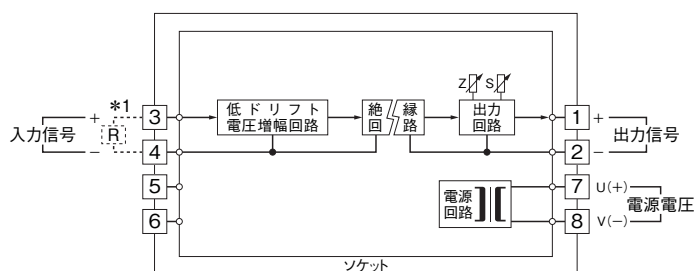 入力信号
+
−
*1
R
3
4
5
6
低ドリフト
電圧増幅回路
絶縁
回路
Z
S
出力
回路
電源
回路
1
+
2
−
出力信号
7
U(+)
8
V(−)
電源電圧
ソケット